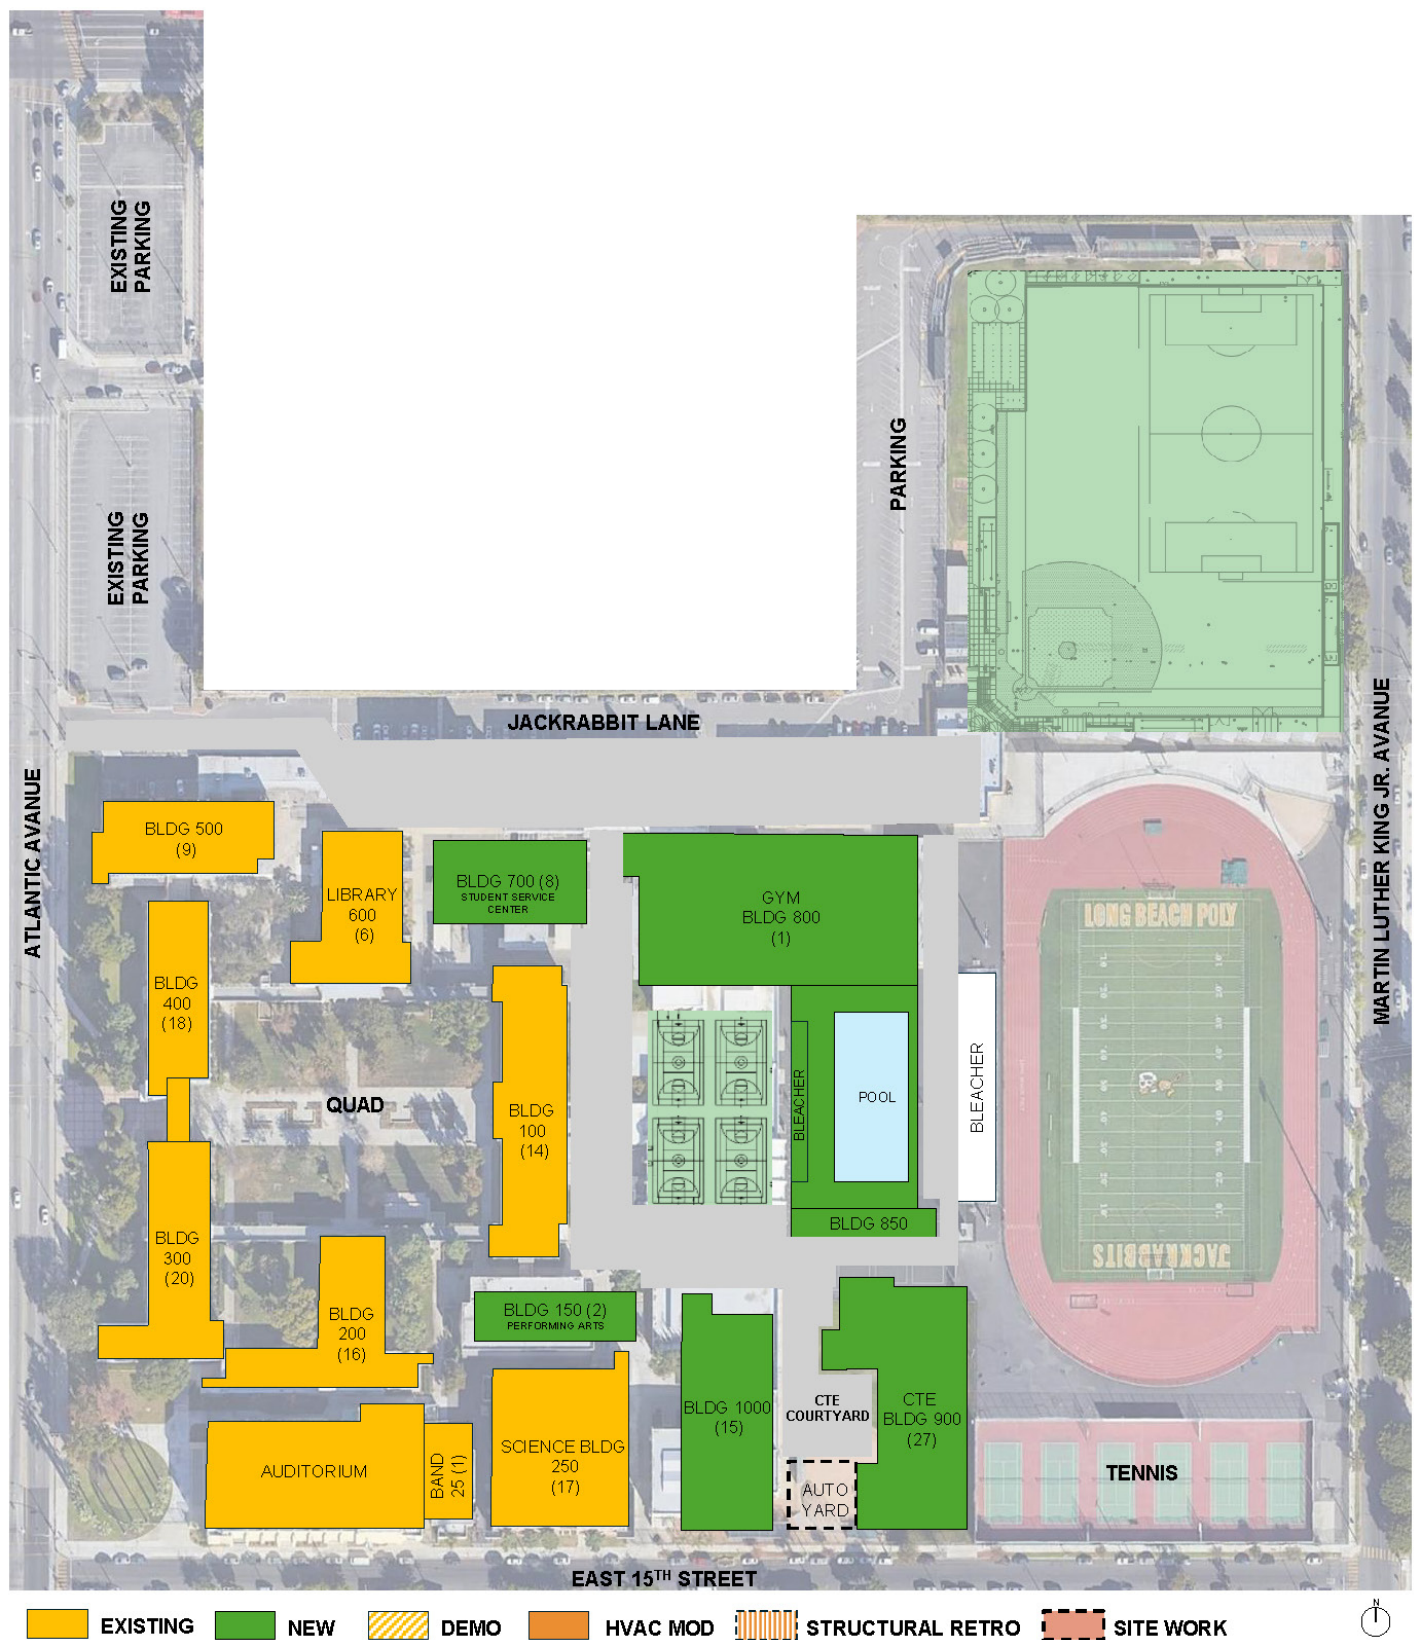 EXISTING
PARKING
EXISTING
PARKING
PARKING
JACKRABBIT LANE
ATLANTIC AVANUE
MARTIN LUTHER KING JR. AVANUE
BLDG 500
(9)
LIBRARY
600
(6)
BLDG 700 (8)
STUDENT SERVICE
CENTER
GYM
BLDG 800
(1)
LONG BEACH POLY
BLDG
400
(18)
QUAD
BLDG
100
(14)
BLEACHER
POOL
BLEACHER
BLDG 850
JACKRABBITS
BLDG
300
(20)
BLDG
200
(16)
BLDG 150 (2)
PERFORMING ARTS
BLDG 1000
(15)
CTE
COURTYARD
CTE
BLDG 900
(27)
AUDITORIUM
BAND
25 (1)
SCIENCE BLDG
250
(17)
AUTO
YARD
TENNIS
EAST 15TH STREET
EXISTING
NEW
DEMO
HVAC MOD
STRUCTURAL RETRO
SITE WORK
N